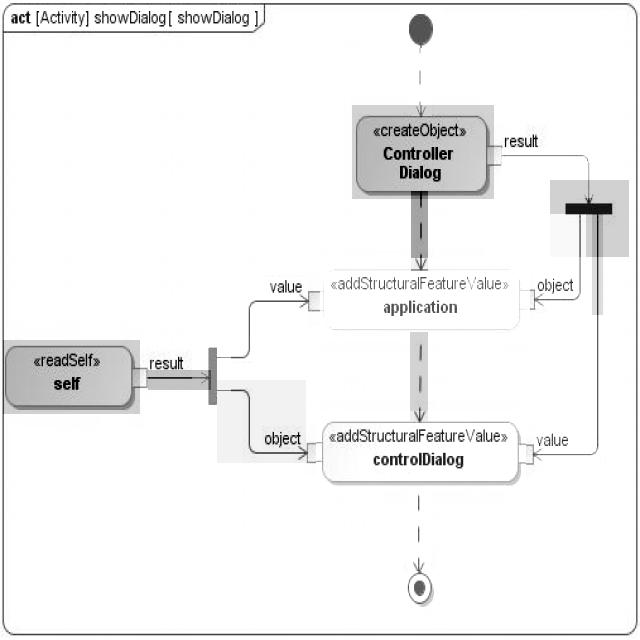 act [Activity] showDialog[ showDialog ]
«createObject»
Controller
Dialog
result
«addStructuralFeatureValue»
application
value
object
«readSelf»
self
result
«addStructuralFeatureValue»
controlDialog
object
value